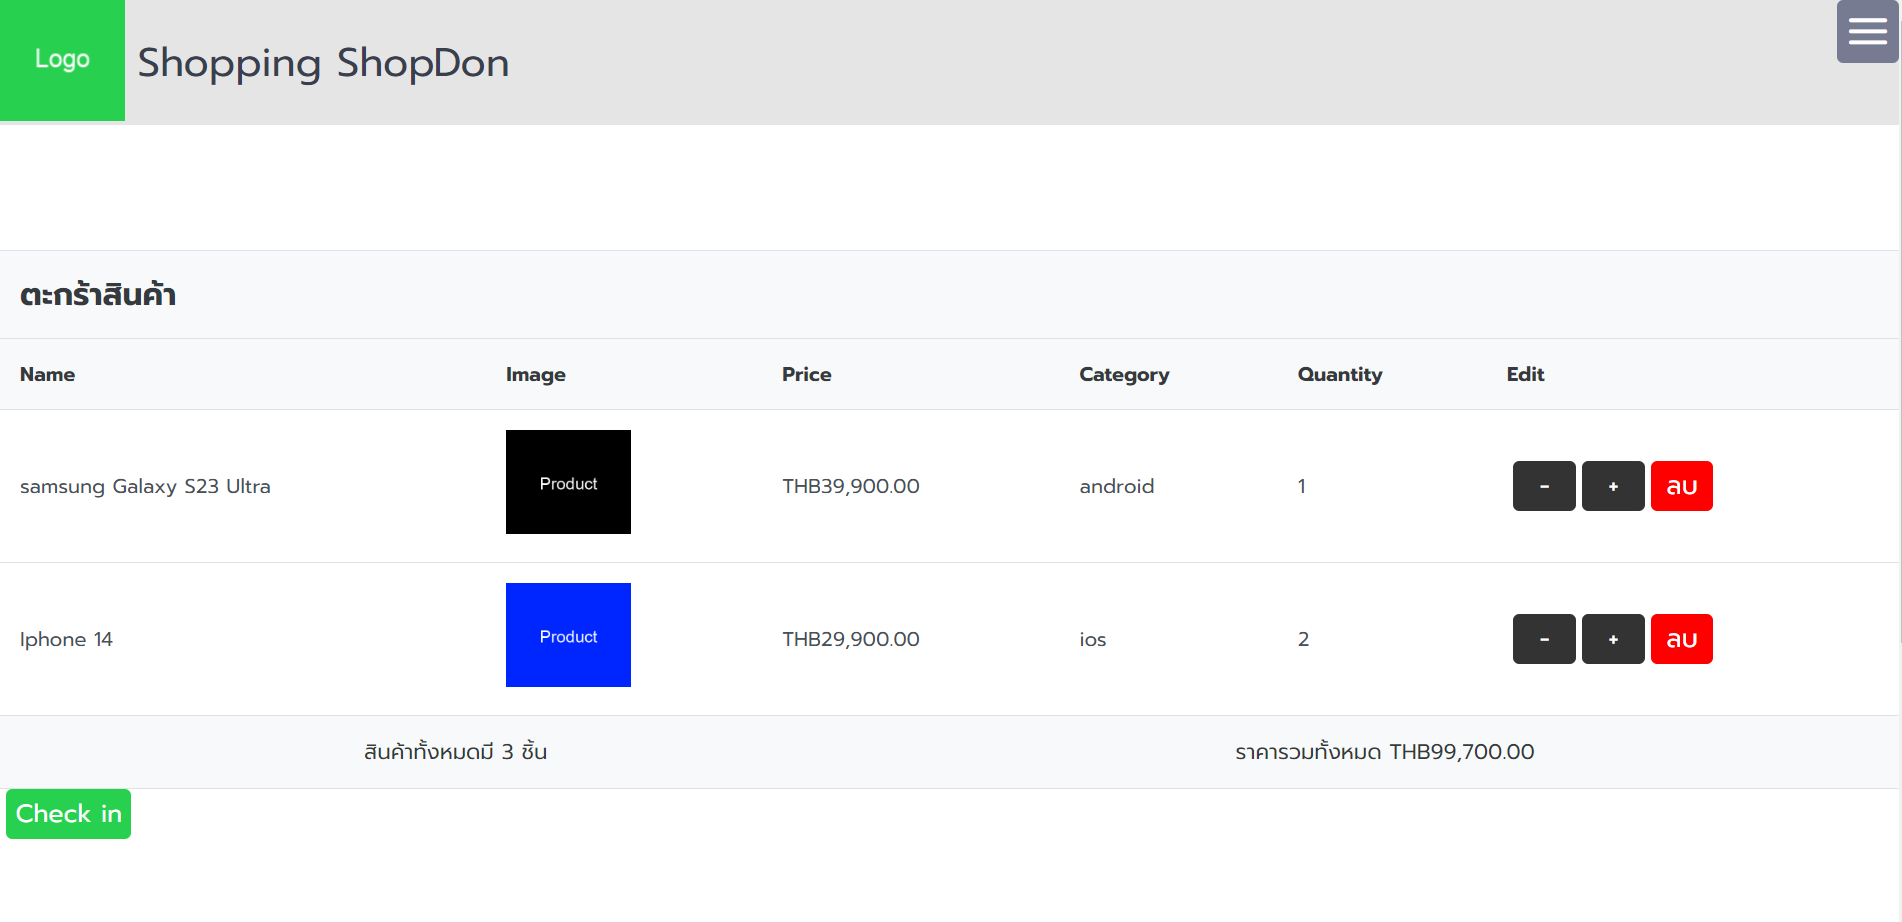 Logo
Shopping ShopDon
ตะกร้าสินค้า
Name Image Price Category Quantity Edit
samsung Galaxy S23 Ultra Product THB39,900.00 android 1 - + ลบ
Iphone 14 Product THB29,900.00 ios 2 - + ลบ
สินค้าทั้งหมดมี 3 ชิ้น ราคารวมทั้งหมด THB99,700.00
Check in